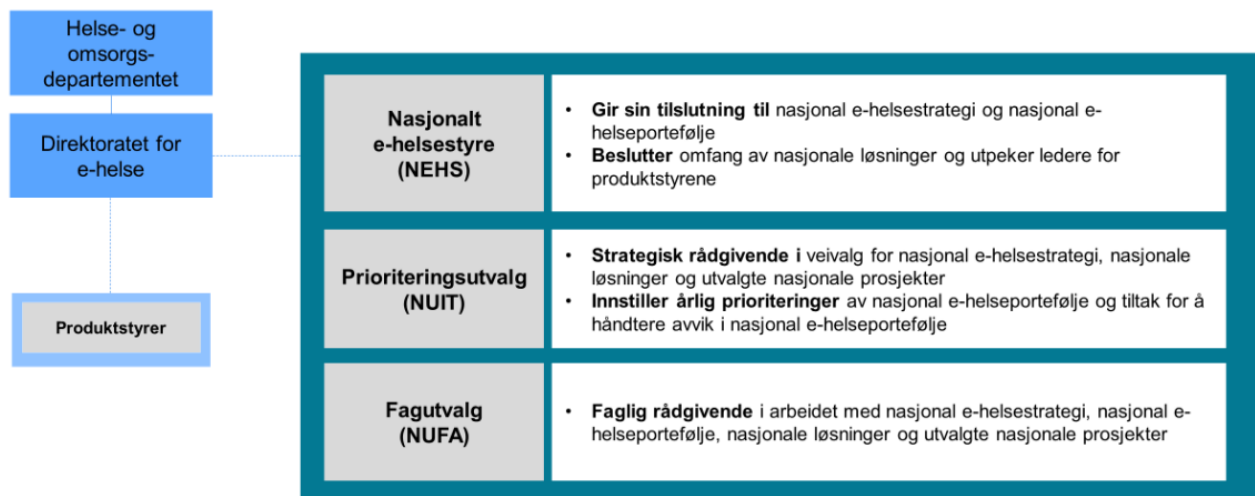 Helse- og
omsorgs-
departementet
Direktoratet for
e-helse
Produktstyrer
Nasjonalt
e-helsestyre
(NEHS)
• Gir sin tilslutning til nasjonal e-helsestrategi og nasjonal e-
helseportefølje
• Beslutter omfang av nasjonale løsninger og utpeker ledere for
produktstyrene
Prioriteringsutvalg
(NUIT)
• Strategisk rådgivende i veivalg for nasjonal e-helsestrategi, nasjonale
løsninger og utvalgte nasjonale prosjekter
• Innstiller årlig prioriteringer av nasjonal e-helseportefølje og tiltak for å
håndtere avvik i nasjonal e-helseportefølje
Fagutvalg
(NUFA)
• Faglig rådgivende i arbeidet med nasjonal e-helsestrategi, nasjonal e-
helseportefølje, nasjonale løsninger og utvalgte nasjonale prosjekter